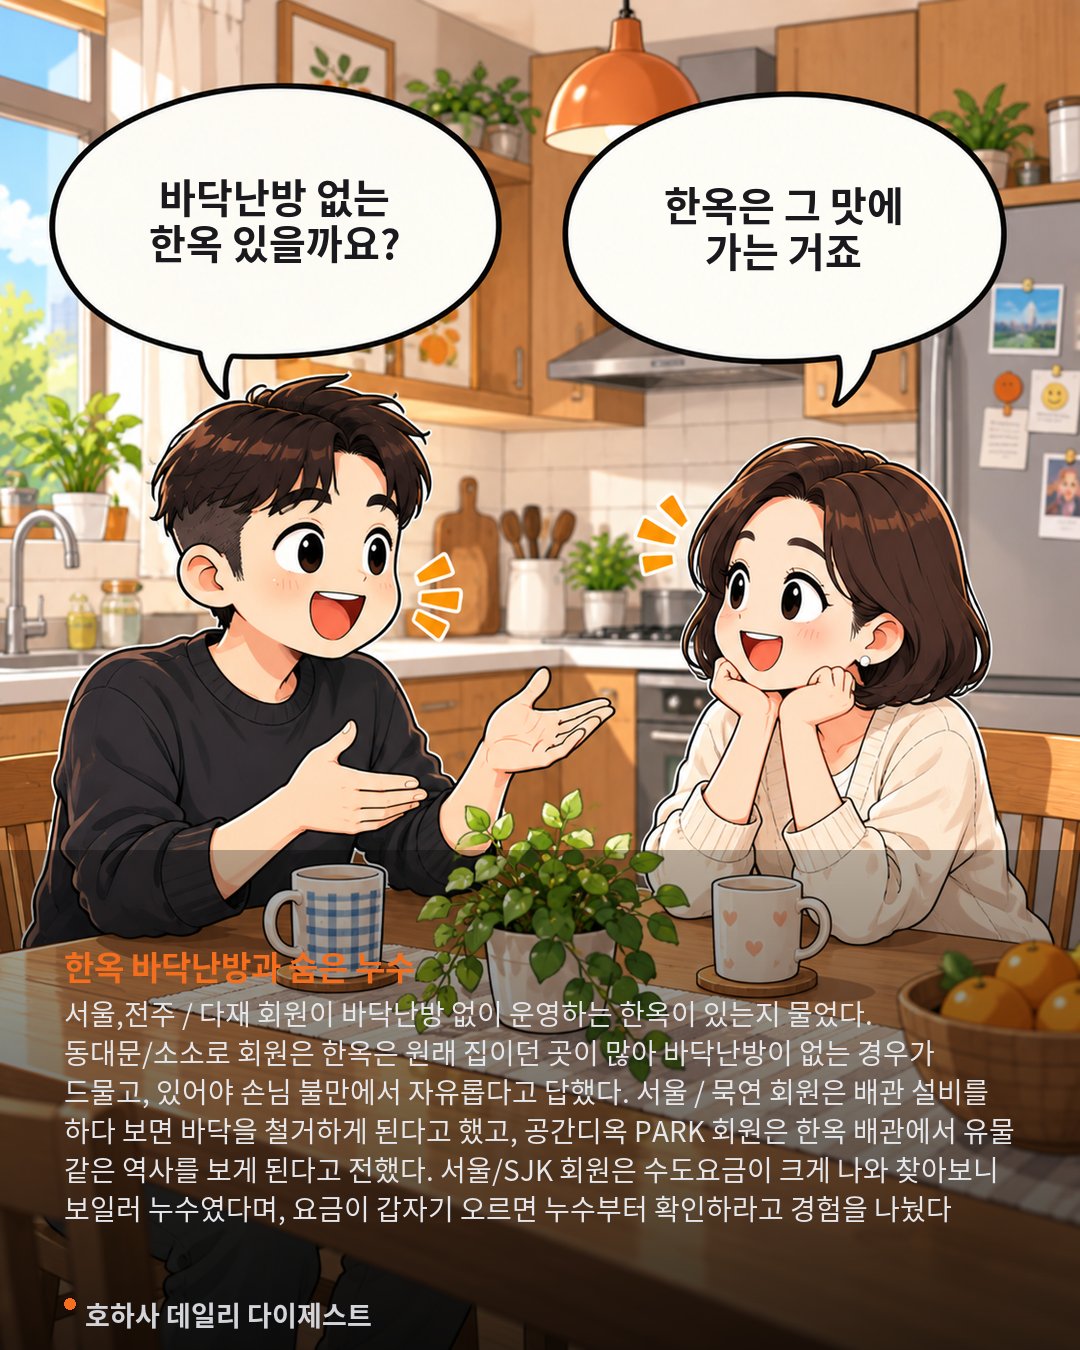 바닥난방 없는
한옥 있을까요?
한옥은 그 맛에
가는 거죠
한옥 바닥난방과 숨은 누수
서울,전주 / 다재 회원이 바닥난방 없이 운영하는 한옥이 있는지 물었다.
동대문/소소로 회원은 한옥은 원래 집이던 곳이 많아 바닥난방이 없는 경우가
드물고, 있어야 손님 불만에서 자유롭다고 답했다. 서울 / 묵연 회원은 배관 설비를
하다 보면 바닥을 철거하게 된다고 했고, 공간디옥 PARK 회원은 한옥 배관에서 유물
같은 역사를 보게 된다고 전했다. 서울/SJK 회원은 수도요금이 크게 나와 찾아보니
보일러 누수였다며, 요금이 갑자기 오르면 누수부터 확인하라고 경험을 나눴다
호하사 데일리 다이제스트